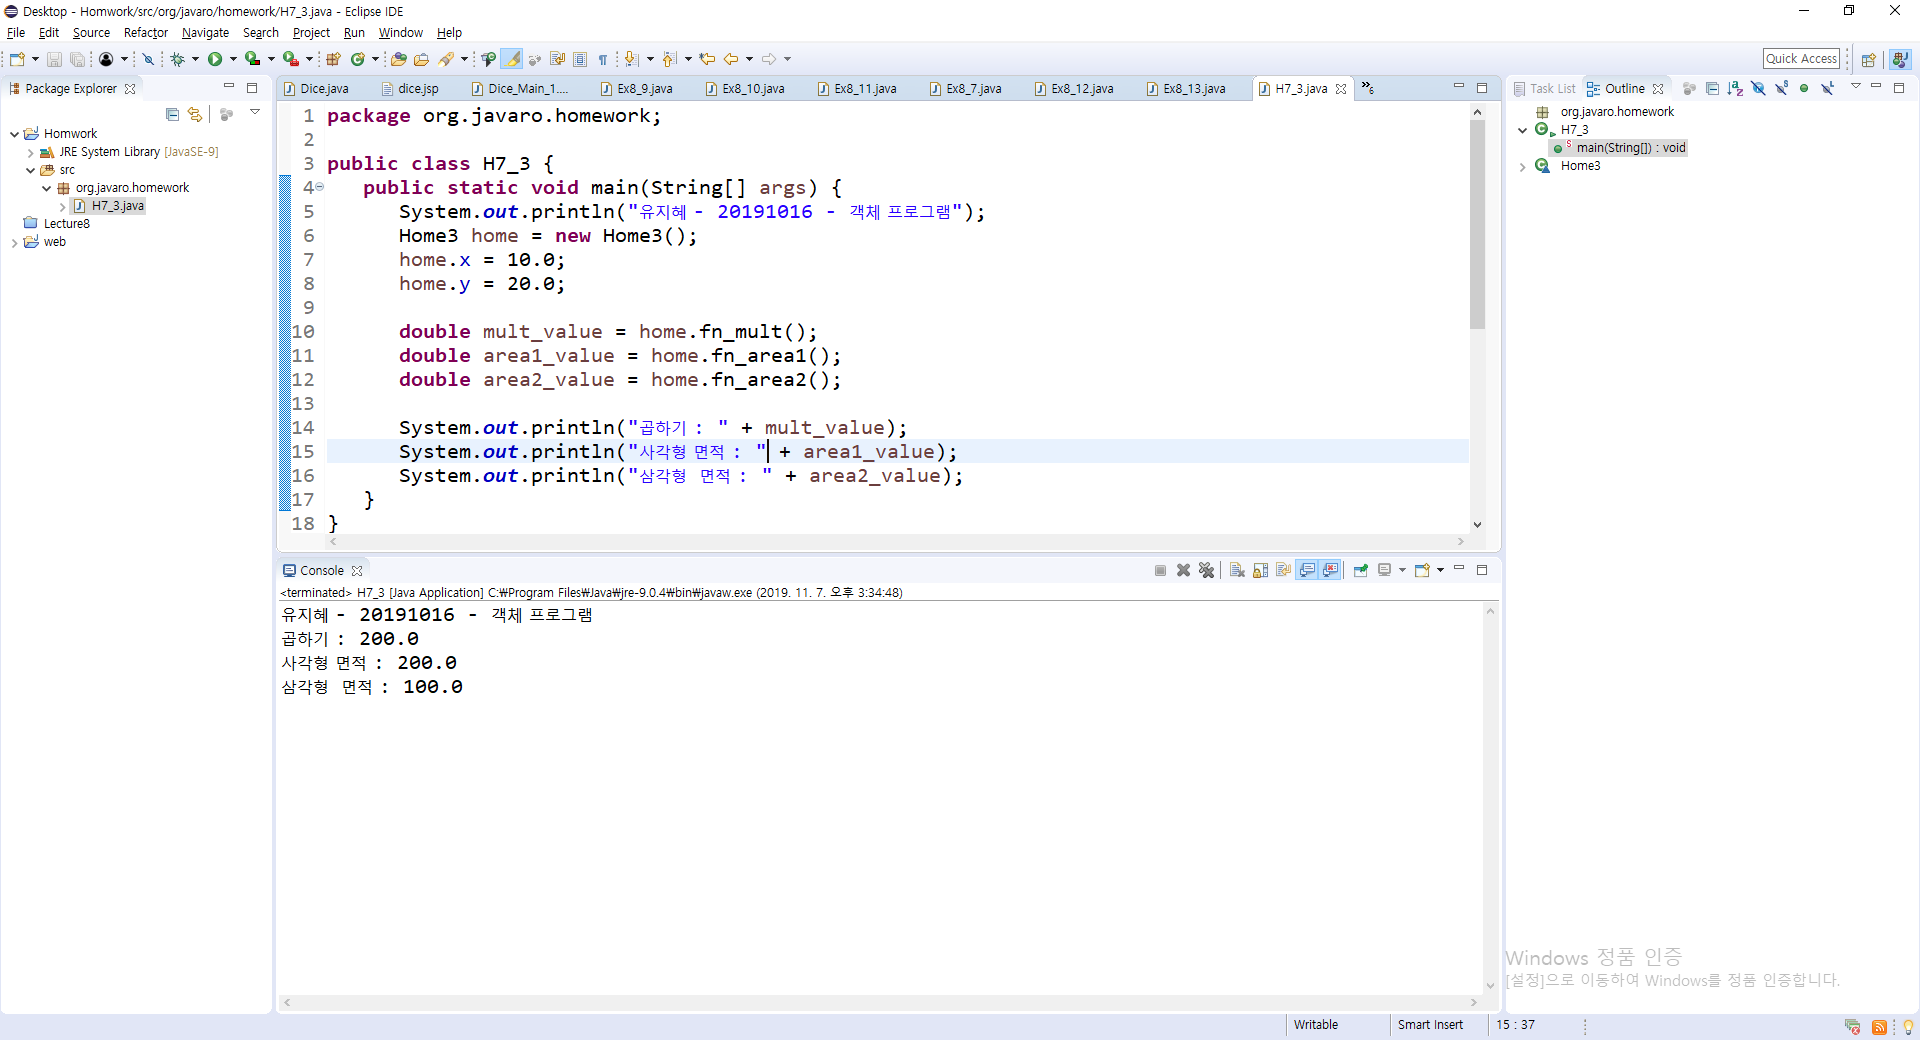 Desktop - Homwork/src/org/javaro/homework/H7_3.java - Eclipse IDE
File Edit Source Refactor Navigate Search Project Run Window Help
Quick Access
Package Explorer
Homwork
JRE System Library [JavaSE-9]
src
org.javaro.homework
H7_3.java
Lecture8
web
Dice.java dice.jsp Dice_Main_1.... Ex8_9.java Ex8_10.java Ex8_11.java Ex8_7.java Ex8_12.java Ex8_13.java H7_3.java »6
1 package org.javaro.homework;
2
3 public class H7_3 {
4 public static void main(String[] args) {
5 System.out.println("유지혜 - 20191016 - 객체 프로그램");
6 Home3 home = new Home3();
7 home.x = 10.0;
8 home.y = 20.0;
9
10 double mult_value = home.fn_mult();
11 double area1_value = home.fn_area1();
12 double area2_value = home.fn_area2();
13
14 System.out.println("곱하기 : " + mult_value);
15 System.out.println("사각형 면적 : " + area1_value);
16 System.out.println("삼각형  면적 : " + area2_value);
17 }
18 }
Console
<terminated> H7_3 [Java Application] C:₩Program Files₩Java₩jre-9.0.4₩bin₩javaw.exe (2019. 11. 7. 오후 3:34:48)
유지혜 - 20191016 - 객체 프로그램
곱하기 : 200.0
사각형 면적 : 200.0
삼각형  면적 : 100.0
Task List Outline
org.javaro.homework
H7_3
main(String[]) : void
Home3
Windows 정품 인증
[설정]으로 이동하여 Windows를 정품 인증합니다.
Writable Smart Insert 15 : 37